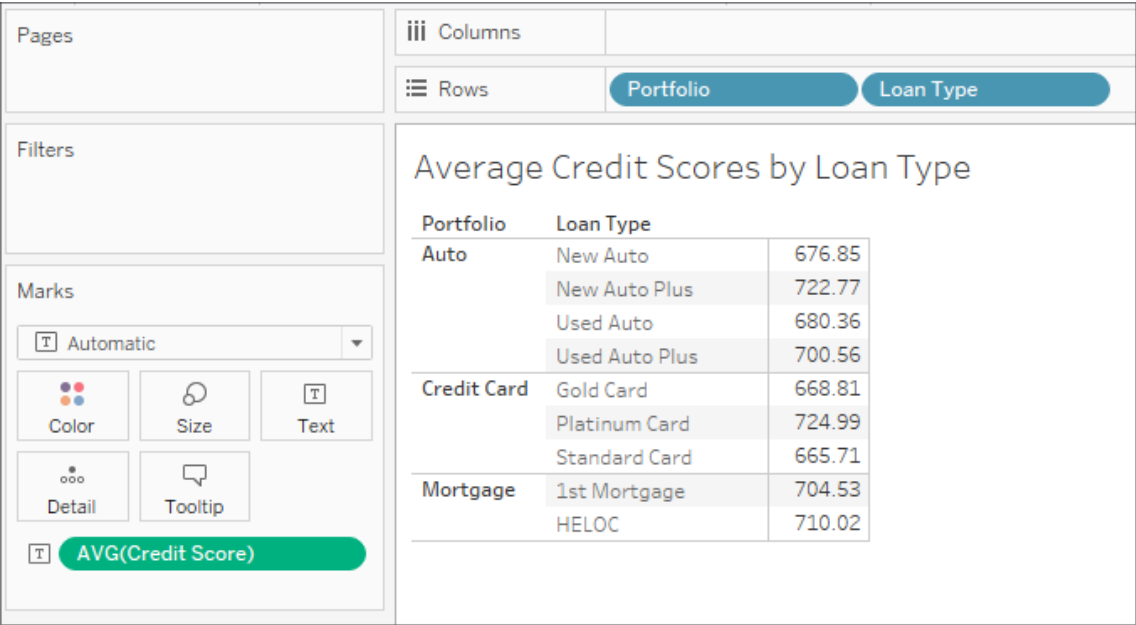 Pages
Columns
Rows Portfolio Loan Type
Filters
Marks
T Automatic
Color Size T Text
Detail Tooltip
T AVG(Credit Score)
Average Credit Scores by Loan Type
Portfolio Loan Type
Auto New Auto 676.85
New Auto Plus 722.77
Used Auto 680.36
Used Auto Plus 700.56
Credit Card Gold Card 668.81
Platinum Card 724.99
Standard Card 665.71
Mortgage 1st Mortgage 704.53
HELOC 710.02